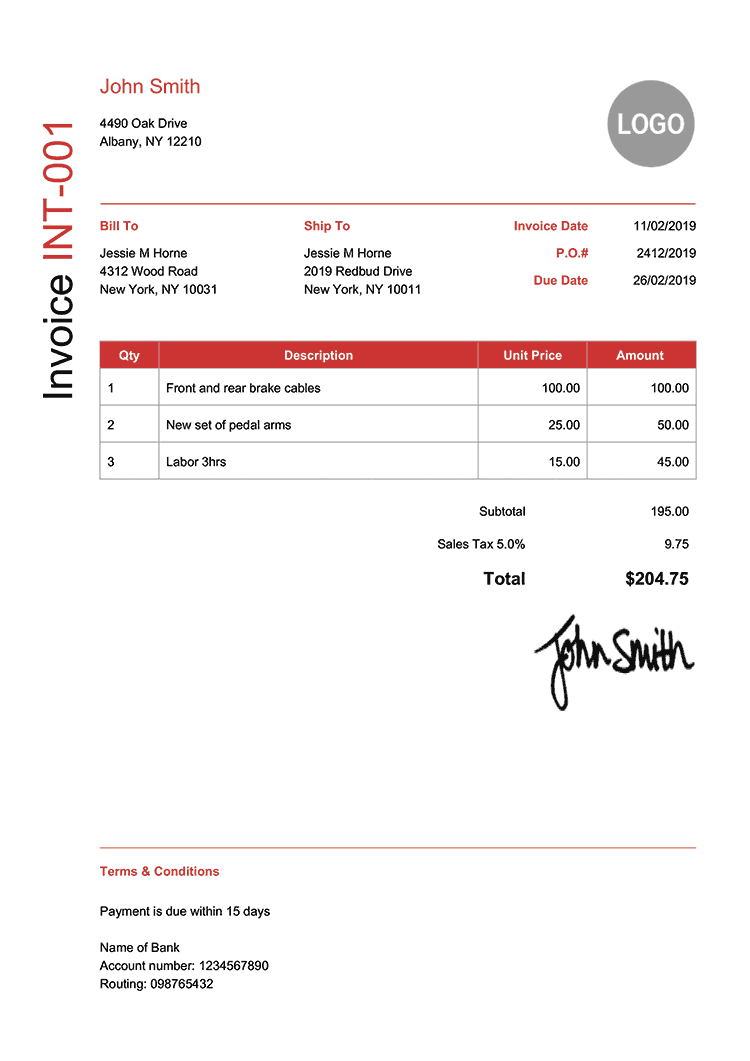 John Smith
4490 Oak Drive
Albany, NY 12210
LOGO
Invoice INT-001
Bill To
Jessie M Horne
4312 Wood Road
New York, NY 10031
Ship To
Jessie M Horne
2019 Redbud Drive
New York, NY 10011
Invoice Date 11/02/2019
P.O.# 2412/2019
Due Date 26/02/2019
Qty Description Unit Price Amount
1 Front and rear brake cables 100.00 100.00
2 New set of pedal arms 25.00 50.00
3 Labor 3hrs 15.00 45.00
Subtotal 195.00
Sales Tax 5.0% 9.75
Total $204.75
John Smith
Terms & Conditions
Payment is due within 15 days
Name of Bank
Account number: 1234567890
Routing: 098765432